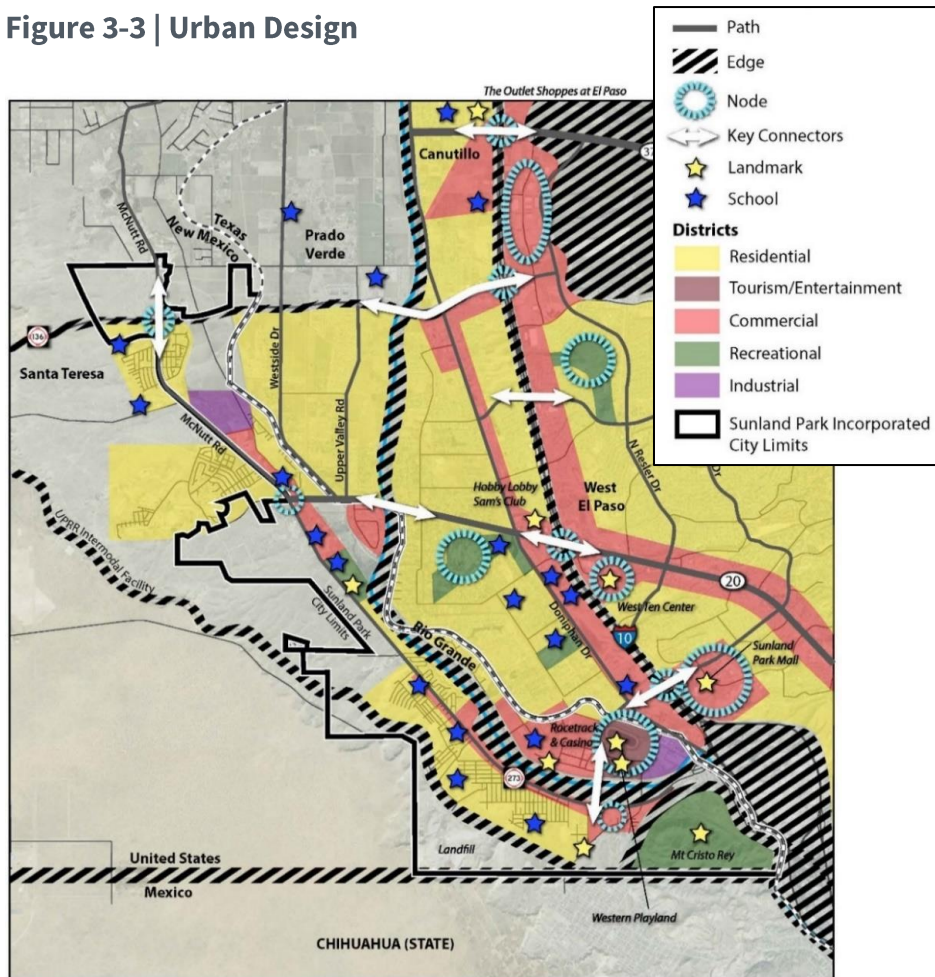 Figure 3-3 | Urban Design
Path
Edge
Node
Key Connectors
Landmark
School
Districts
Residential
Tourism/Entertainment
Commercial
Recreational
Industrial
Sunland Park Incorporated
City Limits
The Outlet Shoppes at El Paso
Canutillo
McNutt Rd
Texas
New Mexico
Prado
Verde
136
Santa Teresa
Westside Dr
Upper Valley Rd
McNutt Rd
N Resler Dr
Hobby Lobby
Sam's Club
West
El Paso
UPRR Intermodal Facility
20
West Ten Center
Sunland Park
City Limits
Doniphan Dr
10
Rio Grande
Sunland
Park Mall
Racetrack
& Casino
273
Landfill
Mt Cristo Rey
United States
Mexico
Western Playland
CHIHUAHUA (STATE)